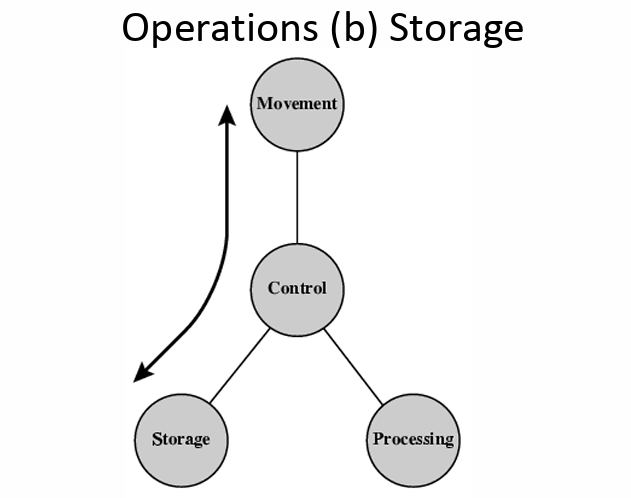 Operations (b) Storage
Movement
Control
Storage
Processing